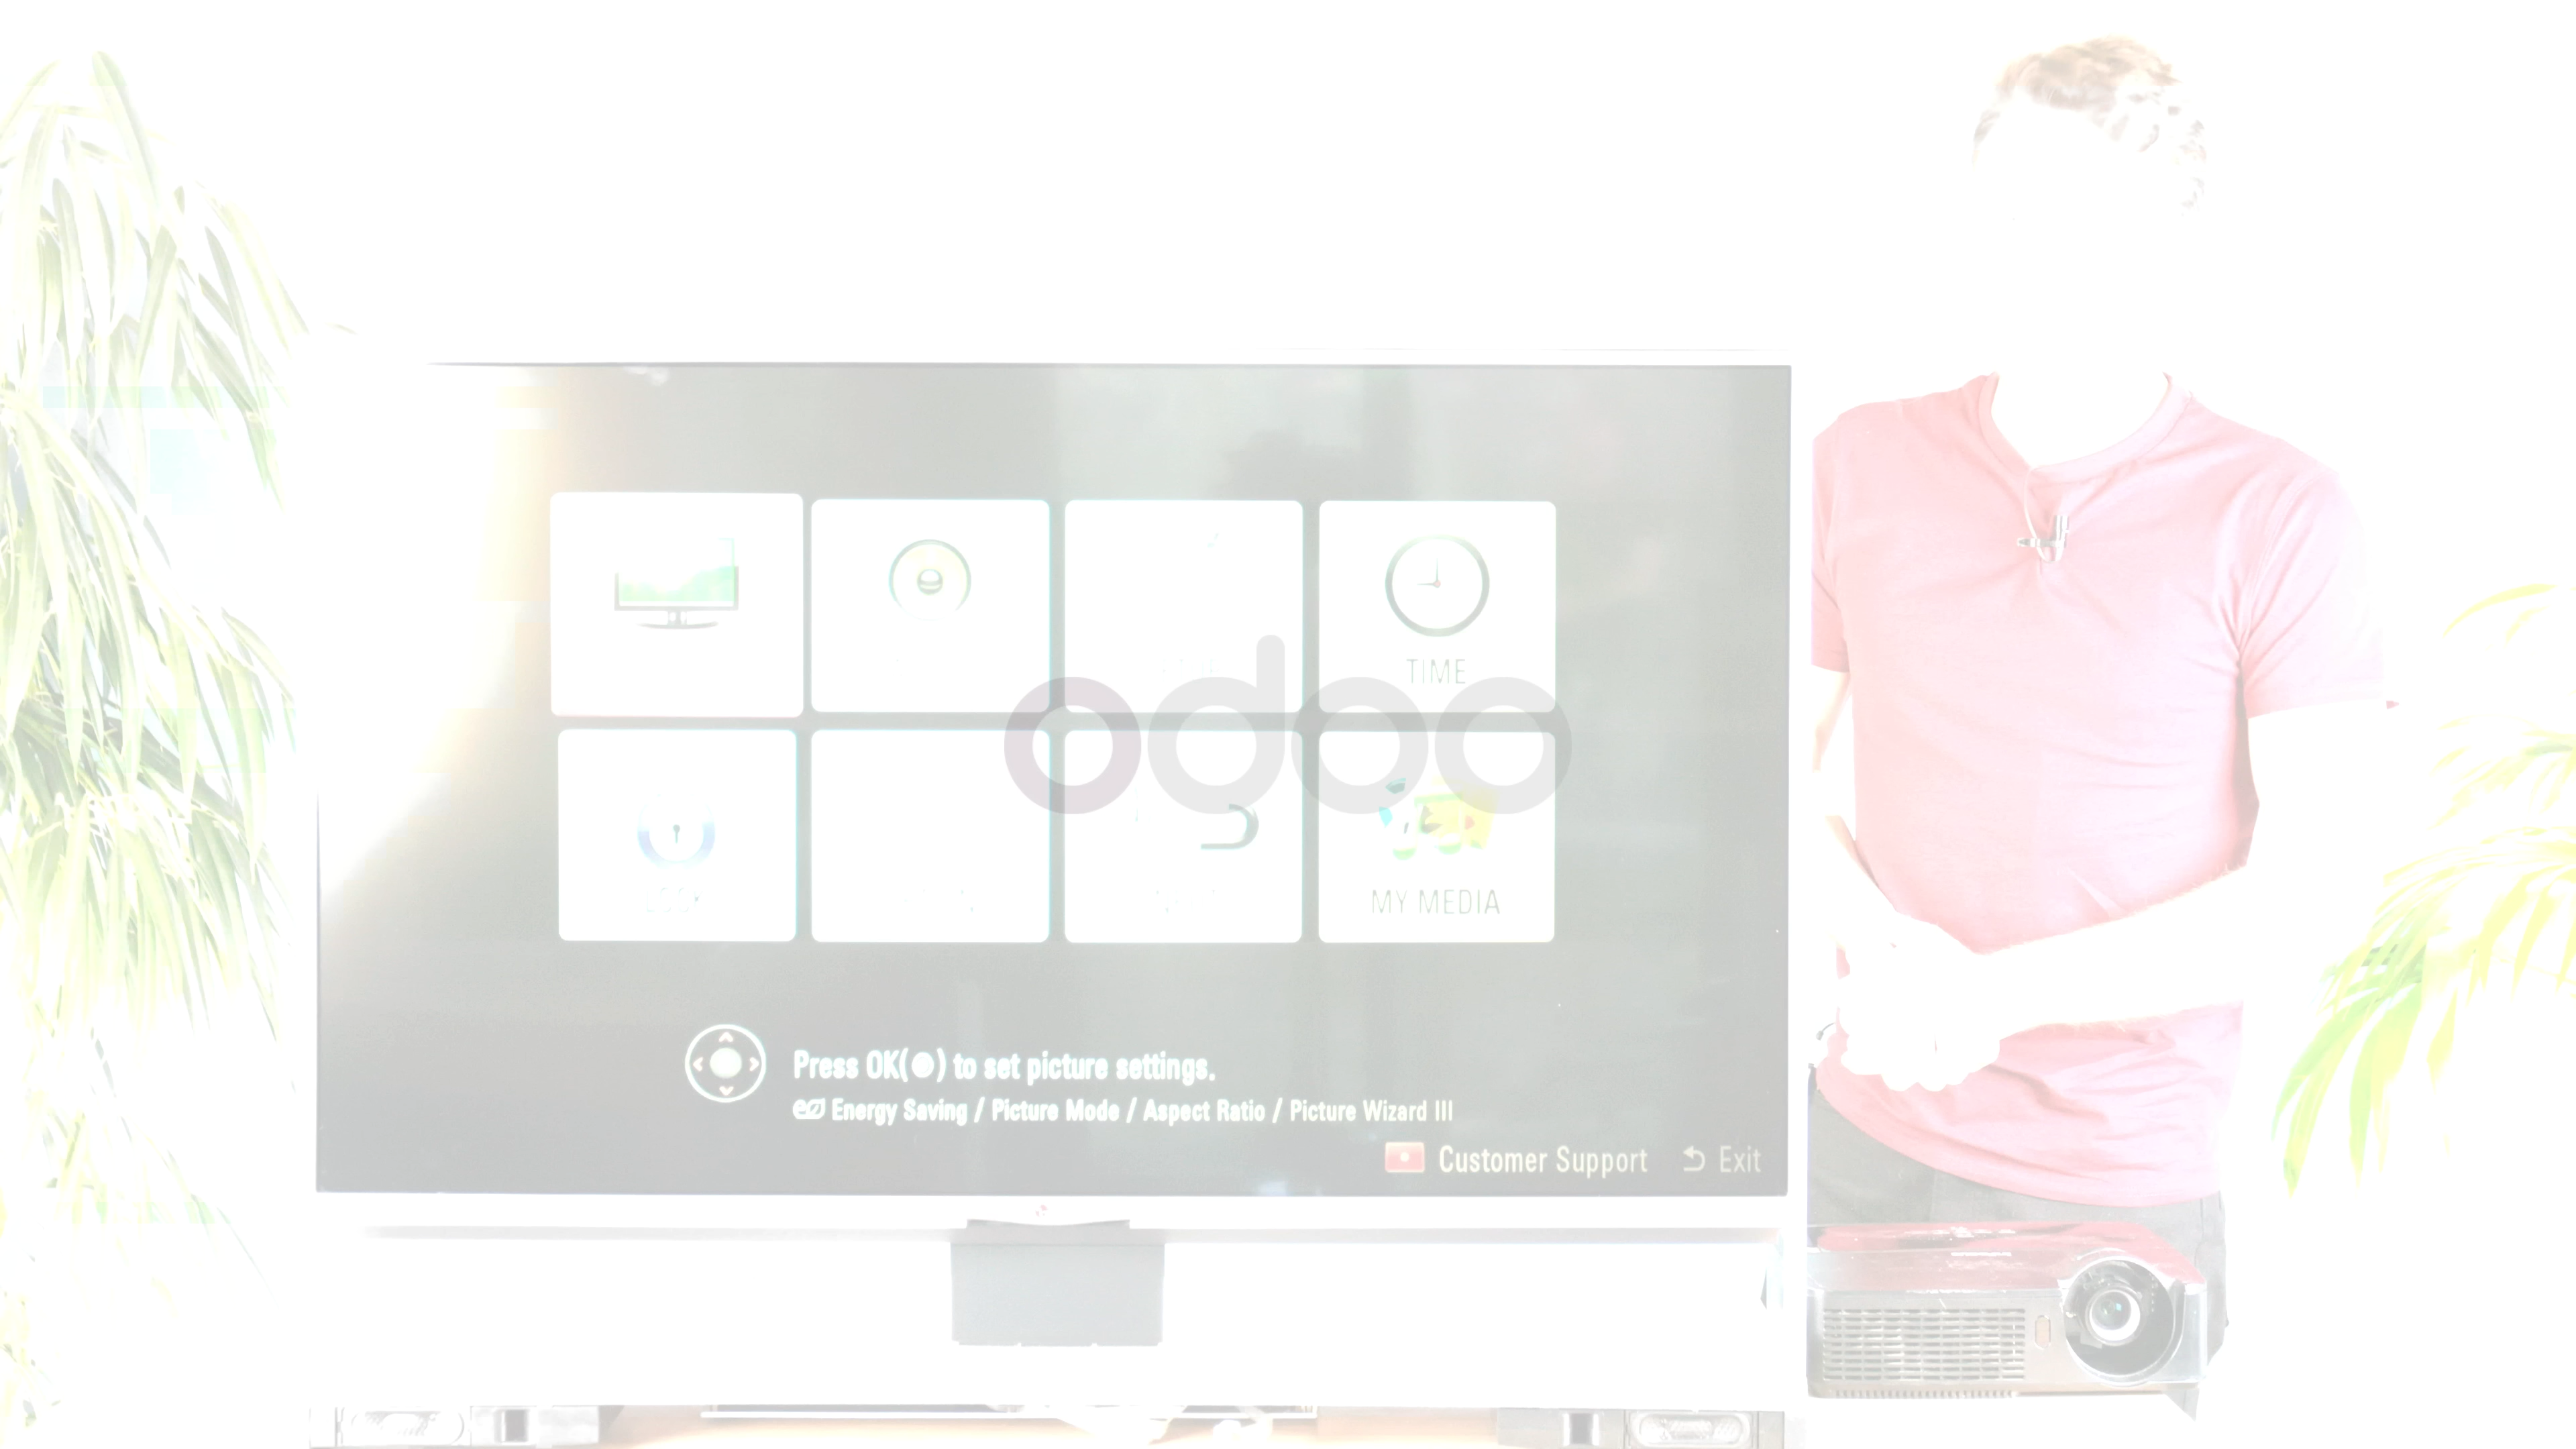 TIME
odoo
MY MEDIA
Press OK(●) to set picture settings.
Energy Saving / Picture Mode / Aspect Ratio / Picture Wizard III
Customer Support
Exit